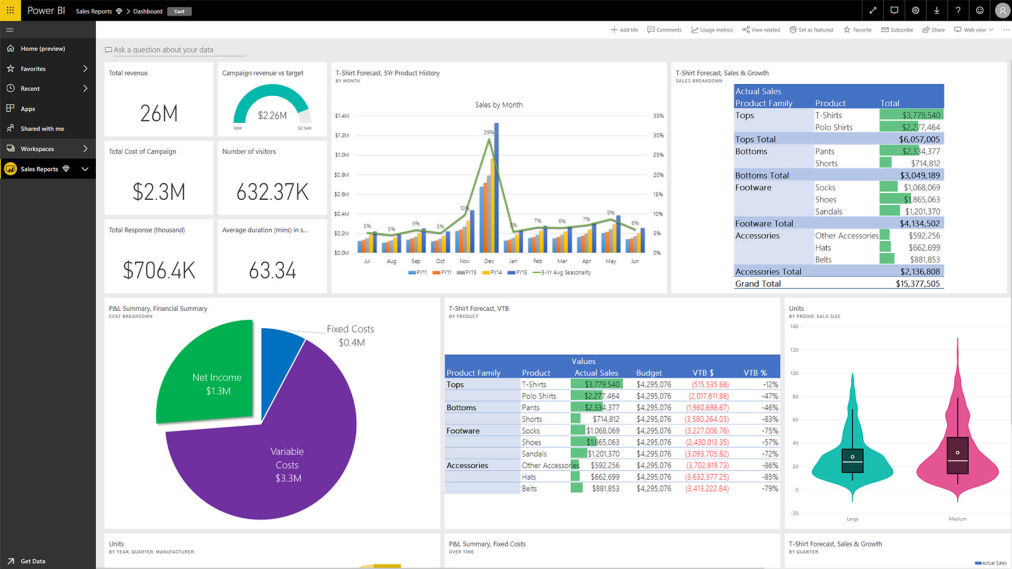 Power BI
Sales Reports > Dashboard
Home (preview)
Favorites
Recent
Apps
Shared with me
Workspaces
Sales Reports
Get Data
Add tile Comments Usage metrics View related Set as featured Favorite Subscribe Share Web view
Ask a question about your data
Total revenue
26M
Campaign revenue vs target
$2.26M
$0M
Total Cost of Campaign
$2.3M
Number of visitors
632.37K
Total Response (thousand)
$706.4K
Average duration (mins) in s...
63.34
T-Shirt Forecast, 5Y Product History
BY MONTH
Sales by Month
$1.4M
$1.2M
$1.0M
$0.8M
$0.6M
$0.4M
$0.2M
$0.0M
35%
30%
25%
20%
15%
10%
5%
0%
5% 4% 6% 5% 10% 29% 5% 7% 6% 7% 9% 6%
Jul Aug Sep Oct Nov Dec Jan Feb Mar Apr May Jun
FY11 FY11 FY13 FY14 FY15 5-Yr Avg Seasonality
T-Shirt Forecast, Sales & Growth
SALES BREAKDOWN
Actual Sales
Product Family Product Total
Tops T-Shirts $3,779,540
Polo Shirts $2,277,464
Tops Total $6,057,005
Bottoms Pants $2,334,377
Shorts $714,812
Bottoms Total $3,049,189
Footware Socks $1,068,069
Shoes $1,865,063
Sandals $1,201,370
Footware Total $4,134,502
Accessories Other Accessories $592,256
Hats $662,699
Belts $881,853
Accessories Total $2,136,808
Grand Total $15,377,505
P&L Summary, Financial Summary
COST BREAKDOWN
Fixed Costs
$0.4M
Net Income
$1.3M
Variable
Costs
$3.3M
T-Shirt Forecast, VTB
BY PRODUCT
Values
Product Family Product Actual Sales Budget VTB $ VTB %
Tops T-Shirts $3,779,540 $4,295,076 (515,535.68) -12%
Polo Shirts $2,277,464 $4,295,076 (2,017,611.88) -47%
Bottoms Pants $2,334,377 $4,295,076 (1,960,698.67) -46%
Shorts $714,812 $4,295,076 (3,580,264.03) -83%
Footware Socks $1,068,069 $4,295,076 (3,227,006.76) -75%
Shoes $1,865,063 $4,295,076 (2,430,013.35) -57%
Sandals $1,201,370 $4,295,076 (3,093,705.82) -72%
Accessories Other Accessories $592,256 $4,295,076 (3,702,819.73) -86%
Hats $662,699 $4,295,076 (3,632,377.25) -85%
Belts $881,853 $4,295,076 (3,413,222.84) -79%
Units
BY PRODID, SALE SIZE
140
120
100
80
60
40
20
0
-20
Large Medium
Units
BY YEAR, QUARTER, MANUFACTURER
P&L Summary, Fixed Costs
OVER TIME
T-Shirt Forecast, Sales & Growth
BY QUARTER
Actual Sales